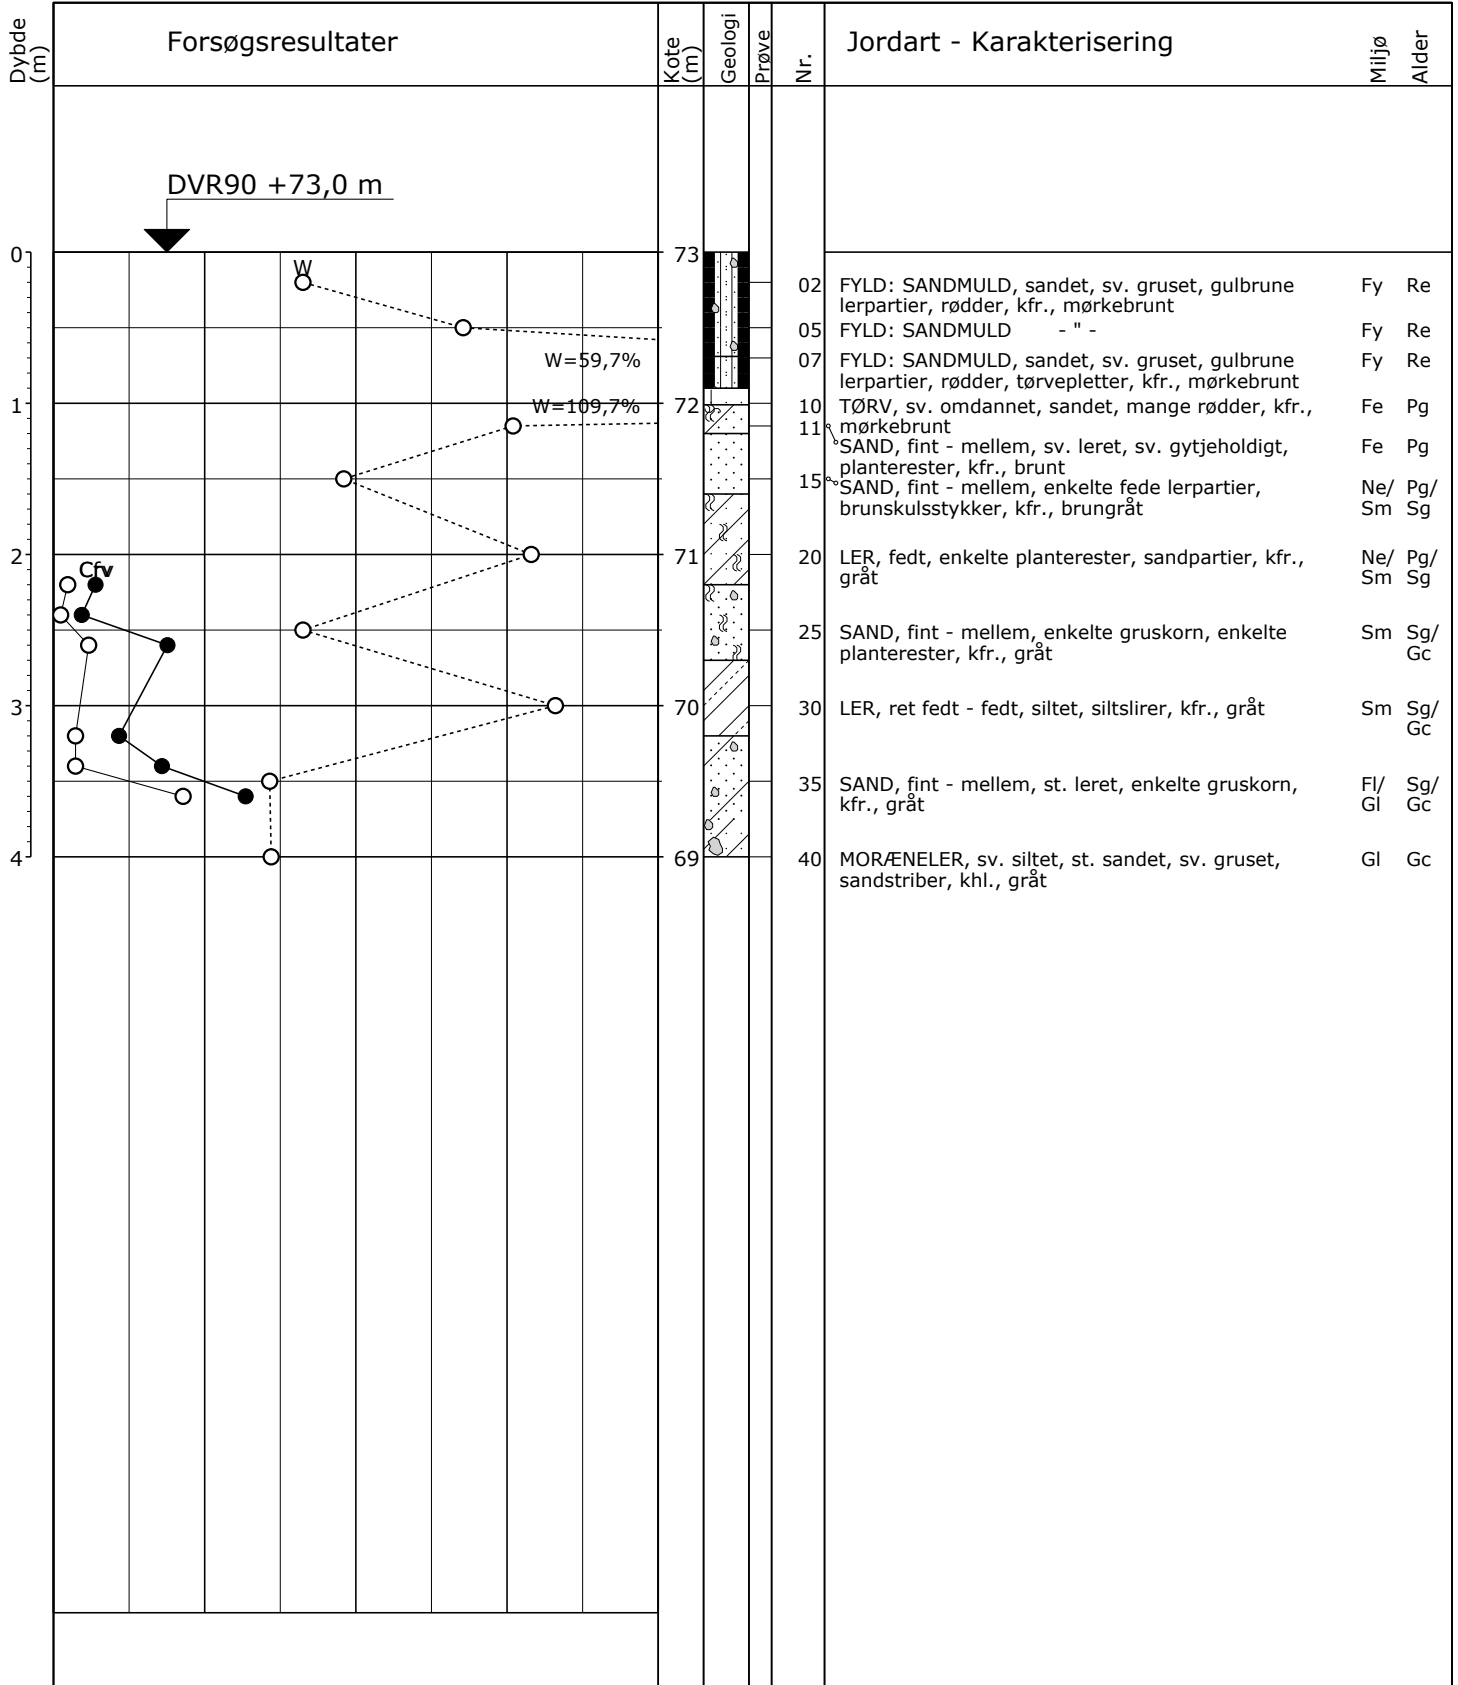 Dybde (m)
Forsøgsresultater
Kote (m)
Geologi
Prøve
Nr.
Jordart - Karakterisering
Miljø
Alder
DVR90 +73,0 m
0
W
73
02 FYLD: SANDMULD, sandet, sv. gruset, gulbrune Fy Re
lerpartier, rødder, kfr., mørkebrunt
05 FYLD: SANDMULD - " - Fy Re
W=59,7%
07 FYLD: SANDMULD, sandet, sv. gruset, gulbrune Fy Re
lerpartier, rødder, tørvepletter, kfr., mørkebrunt
1
W=109,7%
72
10 TØRV, sv. omdannet, sandet, mange rødder, kfr., Fe Pg
mørkebrunt
11 SAND, fint - mellem, sv. leret, sv. gytjeholdigt, Fe Pg
planterester, kfr., brunt
15 SAND, fint - mellem, enkelte fede lerpartier, Ne/ Pg/
brunskulsstykker, kfr., brungråt Sm Sg
2
71
20 LER, fedt, enkelte planterester, sandpartier, kfr., Ne/ Pg/
gråt Sm Sg
Cfv
25 SAND, fint - mellem, enkelte gruskorn, enkelte Sm Sg/
planterester, kfr., gråt Gc
3
70
30 LER, ret fedt - fedt, siltet, siltslirer, kfr., gråt Sm Sg/
Gc
35 SAND, fint - mellem, st. leret, enkelte gruskorn, Fl/ Sg/
kfr., gråt Gl Gc
4
69
40 MORÆNELER, sv. siltet, st. sandet, sv. gruset, Gl Gc
sandstriber, khl., gråt